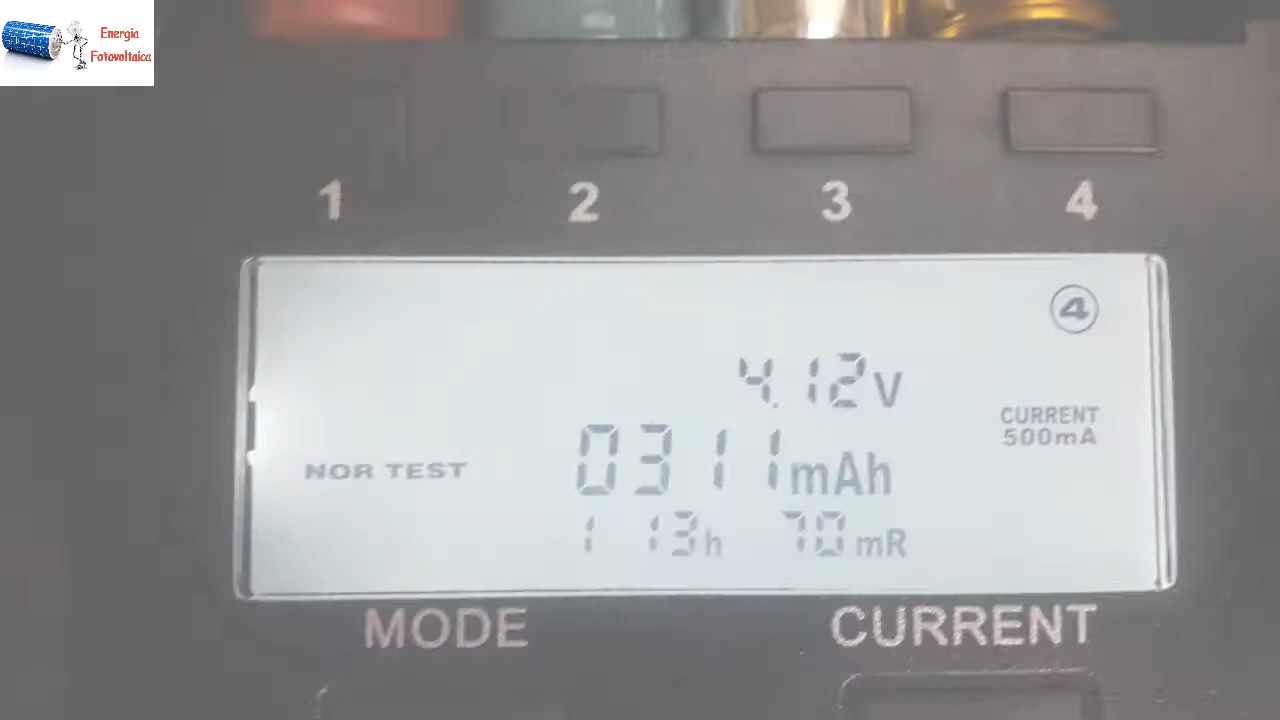 Energia
Fotovoltaica
1 2 3 4
4
4.12V
CURRENT
500mA
NOR TEST
0311mAh
1 13h 70mR
MODE CURRENT